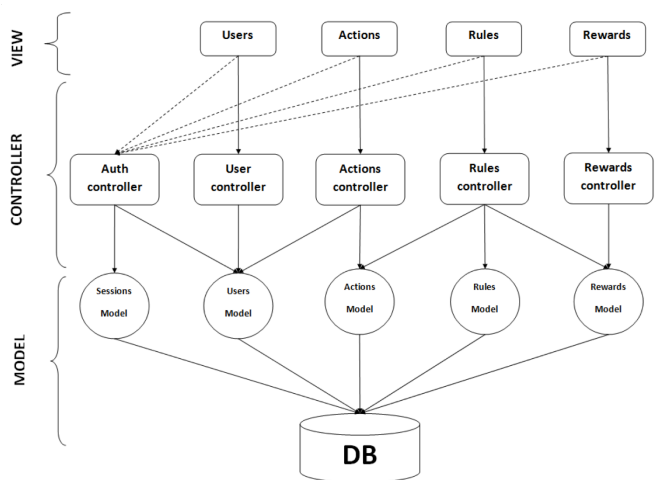 VIEW
Users
Actions
Rules
Rewards
CONTROLLER
Auth
controller
User
controller
Actions
controller
Rules
controller
Rewards
controller
MODEL
Sessions
Model
Users
Model
Actions
Model
Rules
Model
Rewards
Model
DB